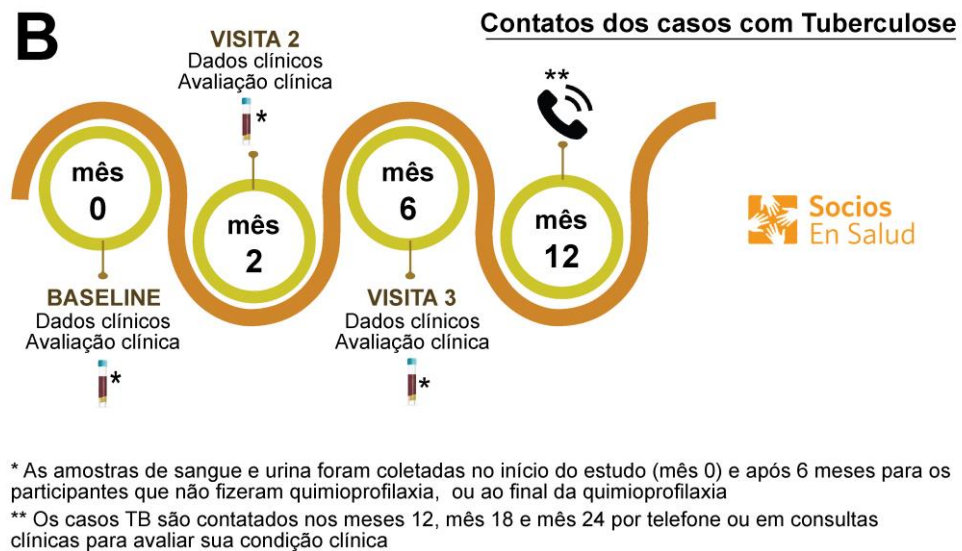 B
Contatos dos casos com Tuberculose
VISITA 2
Dados clínicos
Avaliação clínica
*
**
mês
0
mês
2
mês
6
mês
12
Socios
En Salud
BASELINE
Dados clínicos
Avaliação clínica
*
VISITA 3
Dados clínicos
Avaliação clínica
*
* As amostras de sangue e urina foram coletadas no início do estudo (mês 0) e após 6 meses para os
participantes que não fizeram quimioprofilaxia, ou ao final da quimioprofilaxia
** Os casos TB são contatados nos meses 12, mês 18 e mês 24 por telefone ou em consultas
clínicas para avaliar sua condição clínica